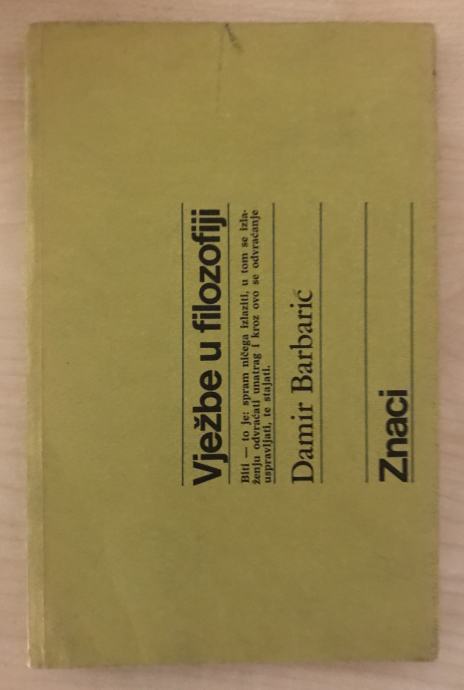 Vježbe u filozofiji
Biti — to je: spram ničega izlaziti, u tom se izla-
ženju odvraćati unatrag i kroz ovo se odvraćanje
uspravljati, te stajati.
Damir Barbarić
Znaci